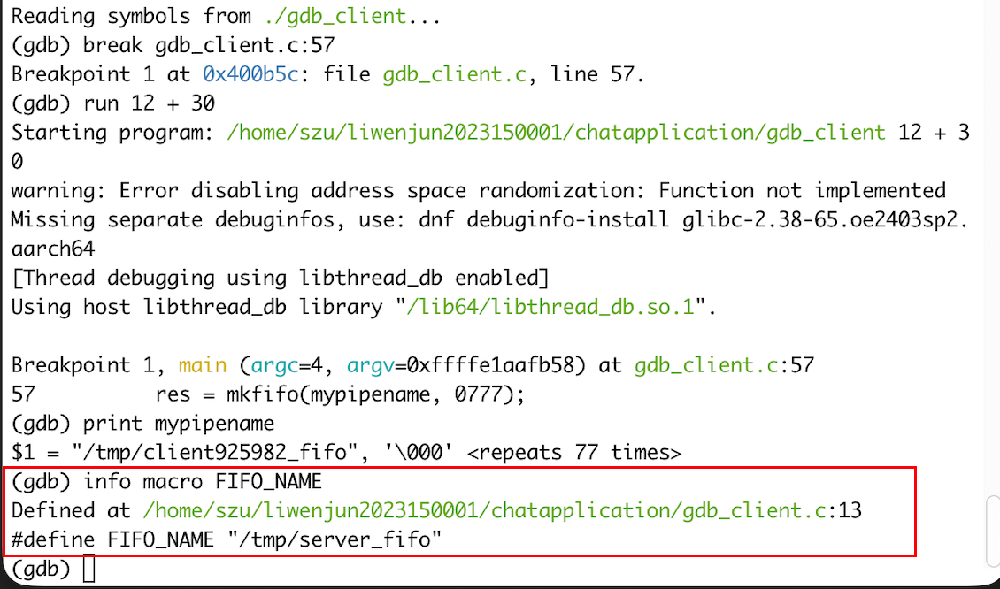 Reading symbols from ./gdb_client...
(gdb) break gdb_client.c:57
Breakpoint 1 at 0x400b5c: file gdb_client.c, line 57.
(gdb) run 12 + 30
Starting program: /home/szu/liwenjun2023150001/chatapplication/gdb_client 12 + 3
0
warning: Error disabling address space randomization: Function not implemented
Missing separate debuginfos, use: dnf debuginfo-install glibc-2.38-65.oe2403sp2.
aarch64
[Thread debugging using libthread_db enabled]
Using host libthread_db library "/lib64/libthread_db.so.1".
Breakpoint 1, main (argc=4, argv=0xffffe1aafb58) at gdb_client.c:57
57 res = mkfifo(mypipename, 0777);
(gdb) print mypipename
$1 = "/tmp/client925982_fifo", '\000' <repeats 77 times>
(gdb) info macro FIFO_NAME
Defined at /home/szu/liwenjun2023150001/chatapplication/gdb_client.c:13
#define FIFO_NAME "/tmp/server_fifo"
(gdb)